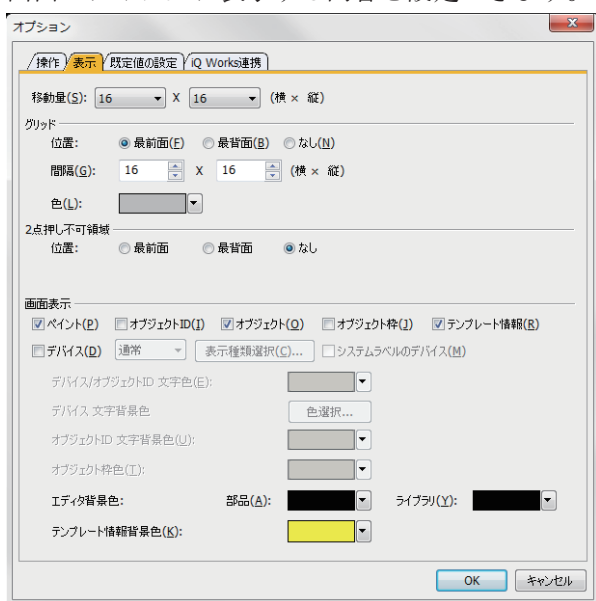 オプション
操作 表示 既定値の設定 iQ Works連携
移動量(S): 16 X 16 (横 × 縦)
グリッド
位置: 最前面(F) 最背面(B) なし(N)
間隔(G): 16 X 16 (横 × 縦)
色(L):
2点押し不可領域
位置: 最前面 最背面 なし
画面表示
ペイント(P) オブジェクトID(I) オブジェクト(O) オブジェクト枠(J) テンプレート情報(R)
デバイス(D) 通常 表示種類選択(C)... システムラベルのデバイス(M)
デバイス/オブジェクトID 文字色(E):
デバイス 文字背景色 色選択...
オブジェクトID 文字背景色(U):
オブジェクト枠色(T):
エディタ背景色: 部品(A): ライブラリ(Y):
テンプレート情報背景色(K):
OK キャンセル